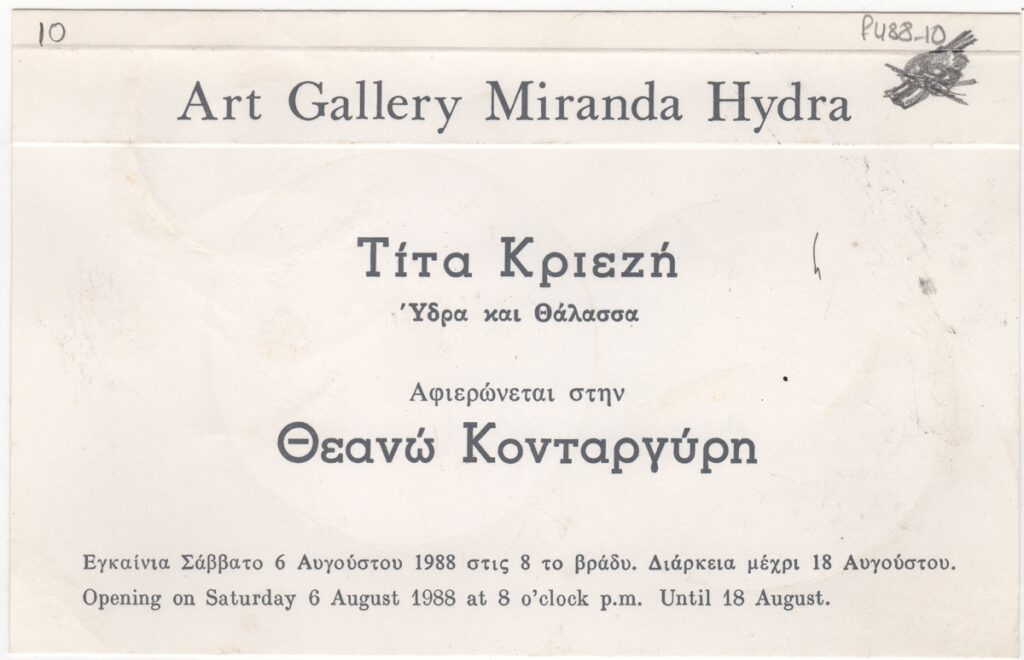 10
PU88-10
Art Gallery Miranda Hydra
Τίτα Κριεζή
Ύδρα και Θάλασσα
Αφιερώνεται στην
Θεανώ Κονταργύρη
Εγκαίνια Σάββατο 6 Αυγούστου 1988 στις 8 το βράδυ. Διάρκεια μέχρι 18 Αυγούστου.
Opening on Saturday 6 August 1988 at 8 o'clock p.m. Until 18 August.